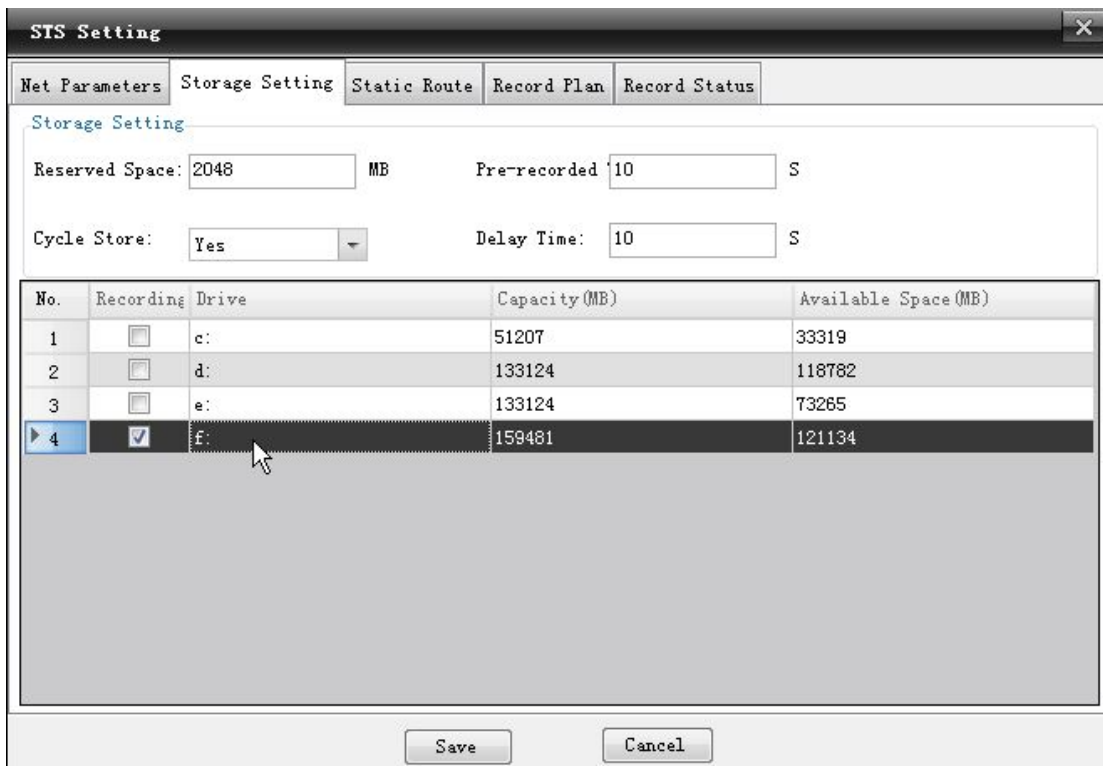 STS Setting
Net Parameters Storage Setting Static Route Record Plan Record Status
Storage Setting
Reserved Space: 2048 MB Pre-recorded 10 S
Cycle Store: Yes Delay Time: 10 S
No. Recording Drive Capacity(MB) Available Space(MB)
1 c: 51207 33319
2 d: 133124 118782
3 e: 133124 73265
4 f: 159481 121134
Save Cancel